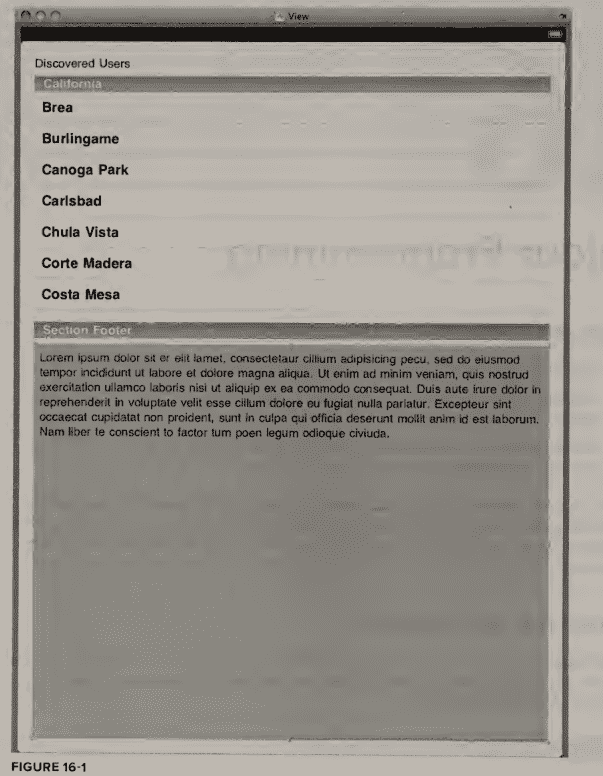 View
Discovered Users
California
Brea
Burlingame
Canoga Park
Carlsbad
Chula Vista
Corte Madera
Costa Mesa
Section Footer
Lorem ipsum dolor sit er elit lamet, consectetaur cillium adipisicing pecu, sed do eiusmod
tempor incididunt ut labore et dolore magna aliqua. Ut enim ad minim veniam, quis nostrud
exercitation ullamco laboris nisi ut aliquip ex ea commodo consequat. Duis aute irure dolor in
reprehenderit in voluptate velit esse cillum dolore eu fugiat nulla pariatur. Excepteur sint
occaecat cupidatat non proident, sunt in culpa qui officia deserunt mollit anim id est laborum.
Nam liber te conscient to factor tum poen legum odioque civiuda.
FIGURE 16-1